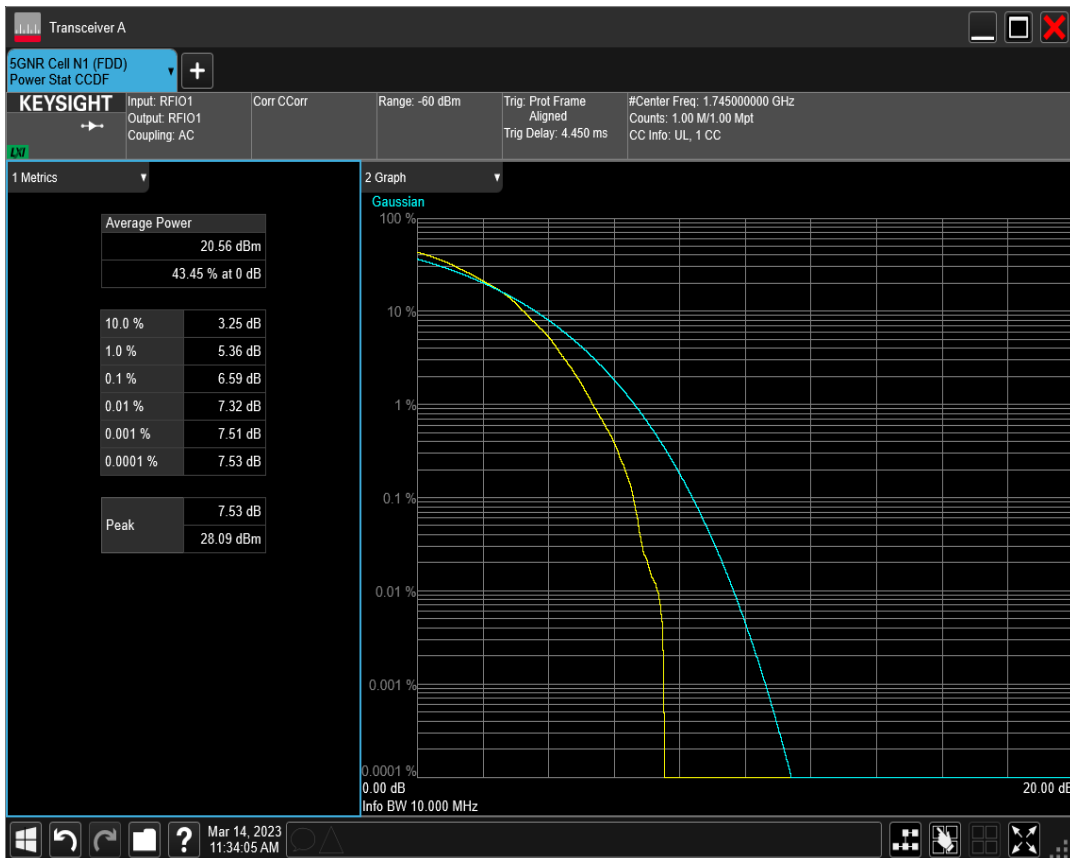 Transceiver A
5GNR Cell N1 (FDD)
Power Stat CCDF
KEYSIGHT
LXI
Input: RFIO1
Output: RFIO1
Coupling: AC
Corr CCorr
Range: -60 dBm
Trig: Prot Frame
Aligned
Trig Delay: 4.450 ms
#Center Freq: 1.745000000 GHz
Counts: 1.00 M/1.00 Mpt
CC Info: UL, 1 CC
1 Metrics
Average Power
20.56 dBm
43.45 % at 0 dB
10.0 % 3.25 dB
1.0 % 5.36 dB
0.1 % 6.59 dB
0.01 % 7.32 dB
0.001 % 7.51 dB
0.0001 % 7.53 dB
Peak
7.53 dB
28.09 dBm
2 Graph
Gaussian
100 %
10 %
1 %
0.1 %
0.01 %
0.001 %
0.0001 %
0.00 dB 20.00 dB
Info BW 10.000 MHz
?
Mar 14, 2023
11:34:05 AM